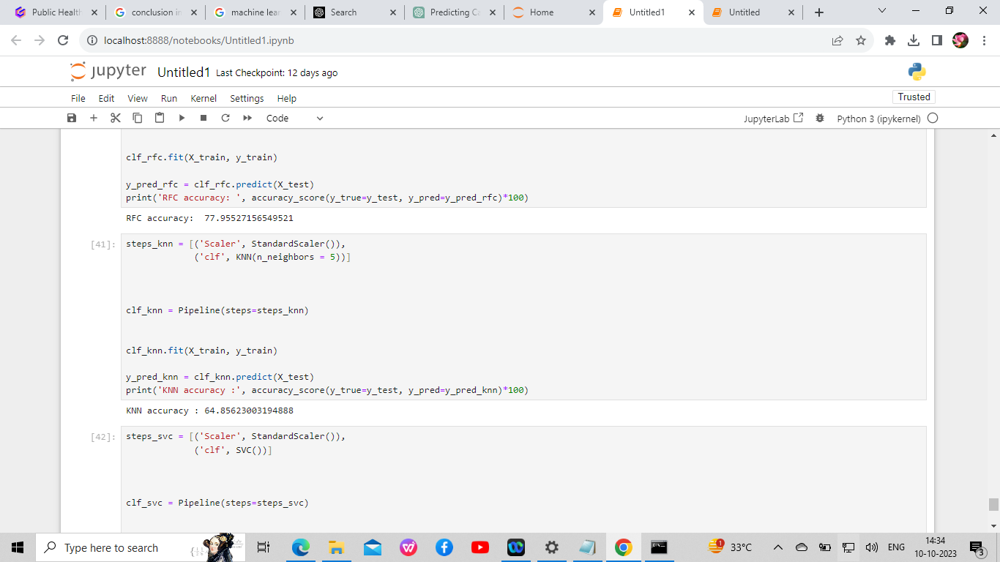 Public Health
conclusion in
machine lear
Search
Predicting Ca
Home
Untitled1
Untitled
localhost:8888/notebooks/Untitled1.ipynb
jupyter Untitled1 Last Checkpoint: 12 days ago
File Edit View Run Kernel Settings Help
Trusted
Code
JupyterLab
Python 3 (ipykernel)
clf_rfc.fit(X_train, y_train)
y_pred_rfc = clf_rfc.predict(X_test)
print('RFC accuracy: ', accuracy_score(y_true=y_test, y_pred=y_pred_rfc)*100)
RFC accuracy:  77.95527156549521
[41]:
steps_knn = [('Scaler', StandardScaler()),
('clf', KNN(n_neighbors = 5))]
clf_knn = Pipeline(steps=steps_knn)
clf_knn.fit(X_train, y_train)
y_pred_knn = clf_knn.predict(X_test)
print('KNN accuracy :', accuracy_score(y_true=y_test, y_pred=y_pred_knn)*100)
KNN accuracy : 64.85623003194888
[42]:
steps_svc = [('Scaler', StandardScaler()),
('clf', SVC())]
clf_svc = Pipeline(steps=steps_svc)
Type here to search
1
33°C
ENG
14:34
10-10-2023
3